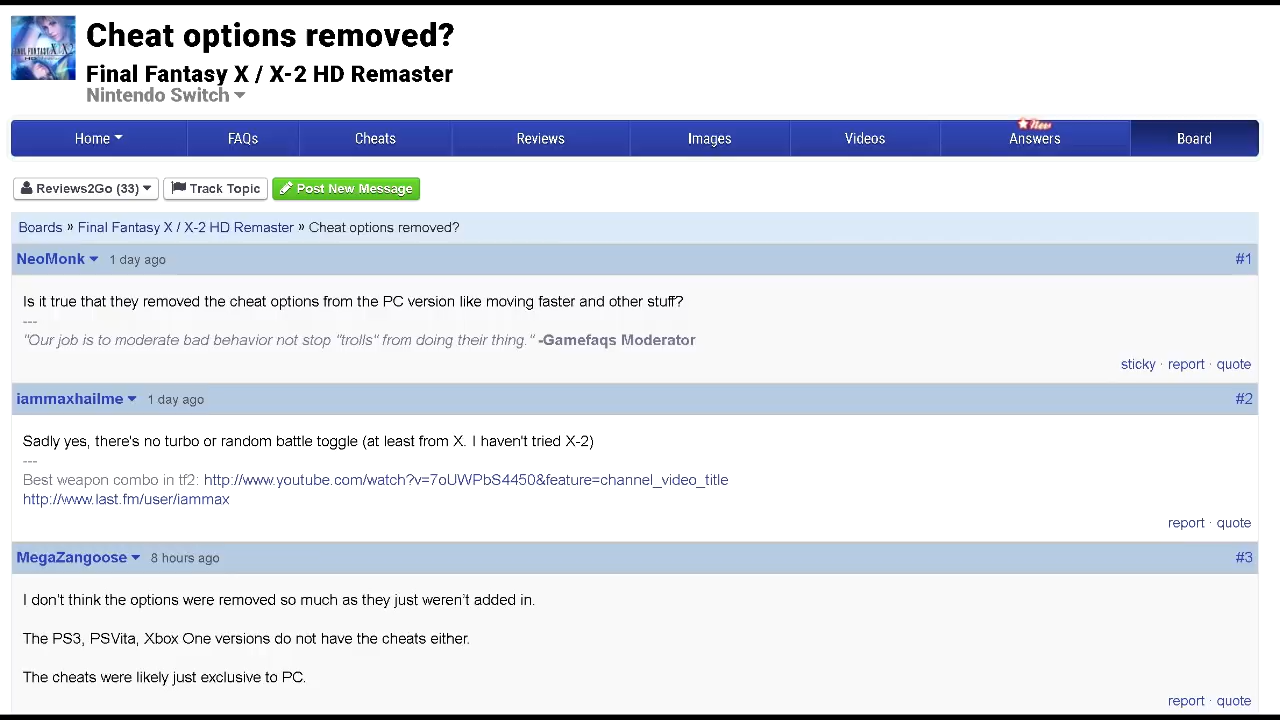 Cheat options removed?
Final Fantasy X / X-2 HD Remaster
Nintendo Switch
Home
FAQs
Cheats
Reviews
Images
Videos
New
Answers
Board
Reviews2Go (33)
Track Topic
Post New Message
Boards » Final Fantasy X / X-2 HD Remaster » Cheat options removed?
NeoMonk 1 day ago #1
Is it true that they removed the cheat options from the PC version like moving faster and other stuff?
---
"Our job is to moderate bad behavior not stop "trolls" from doing their thing." -Gamefaqs Moderator
sticky · report · quote
iammaxhailme 1 day ago #2
Sadly yes, there's no turbo or random battle toggle (at least from X. I haven't tried X-2)
---
Best weapon combo in tf2: http://www.youtube.com/watch?v=7oUWPbS4450&feature=channel_video_title
http://www.last.fm/user/iammax
report · quote
MegaZangoose 8 hours ago #3
I don't think the options were removed so much as they just weren't added in.
The PS3, PSVita, Xbox One versions do not have the cheats either.
The cheats were likely just exclusive to PC.
report · quote